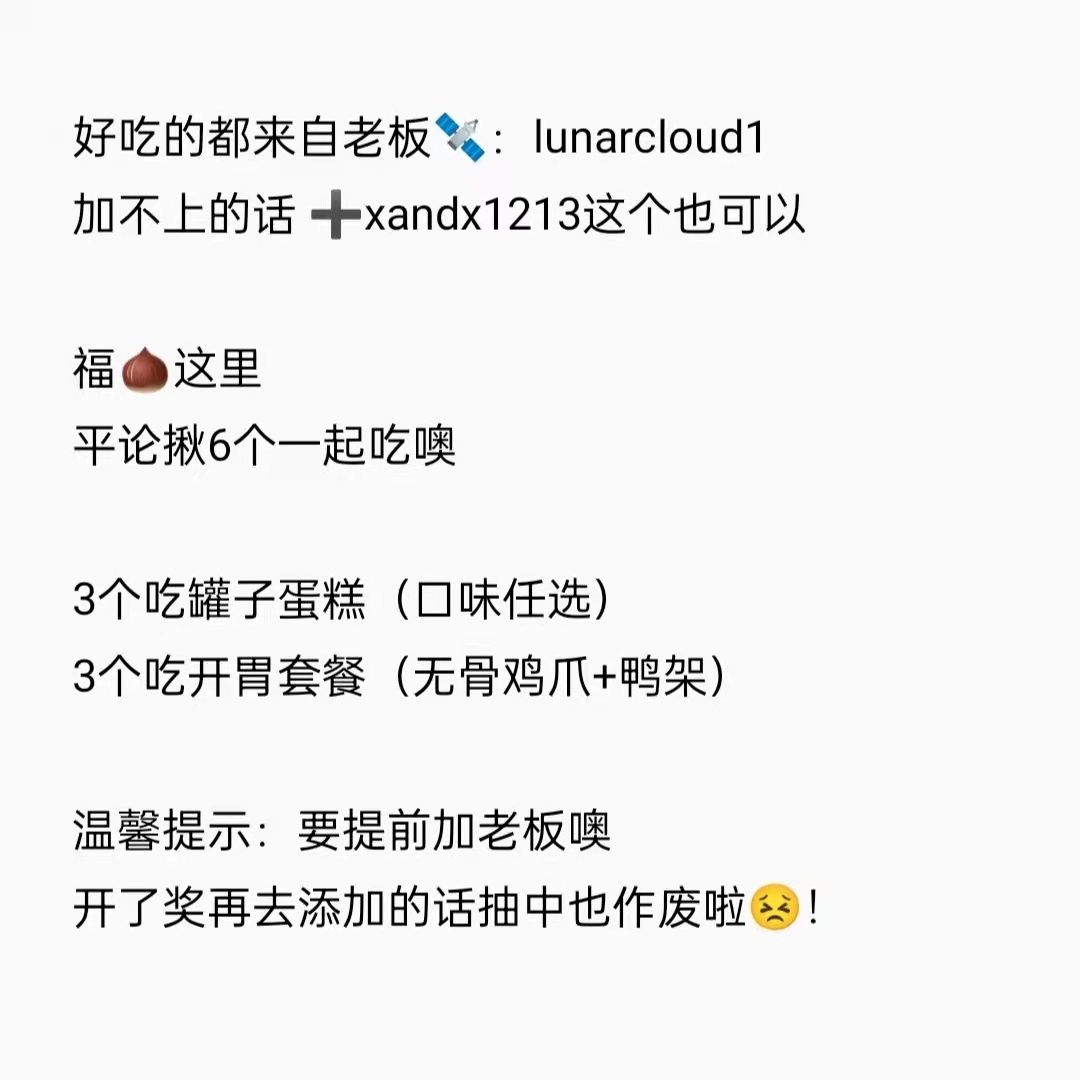 好吃的都来自老板🛰️：lunarcloud1
加不上的话 ➕xandx1213这个也可以
福🌰这里
平论揪6个一起吃噢
3个吃罐子蛋糕（口味任选）
3个吃开胃套餐（无骨鸡爪+鸭架）
温馨提示：要提前加老板噢
开了奖再去添加的话抽中也作废啦😣！